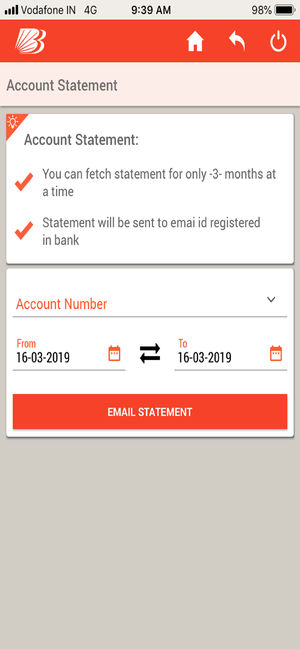 Vodafone IN 4G 9:39 AM 98%
Account Statement
Account Statement:
You can fetch statement for only -3- months at
a time
Statement will be sent to emai id registered
in bank
Account Number
From To
16-03-2019 16-03-2019
EMAIL STATEMENT